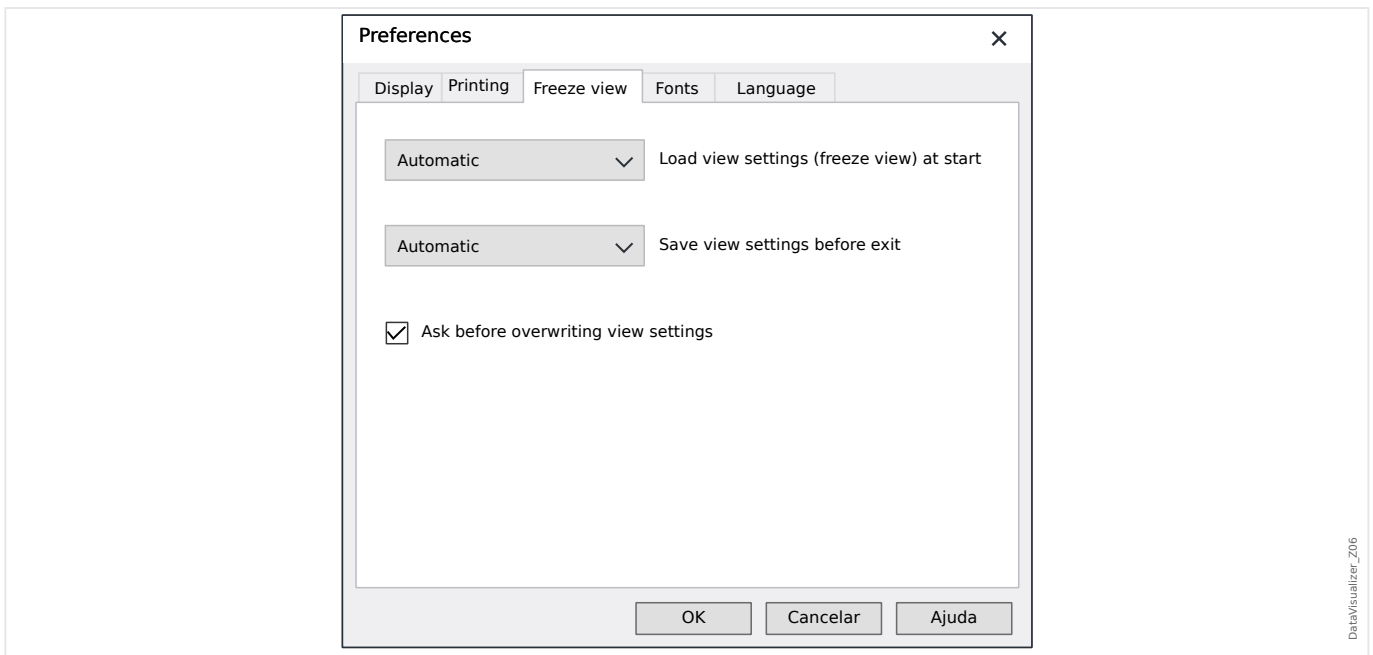 Preferences
Display Printing Freeze view Fonts Language
Automatic Load view settings (freeze view) at start
Automatic Save view settings before exit
Ask before overwriting view settings
OK Cancelar Ajuda
DataVisualizer_Z06